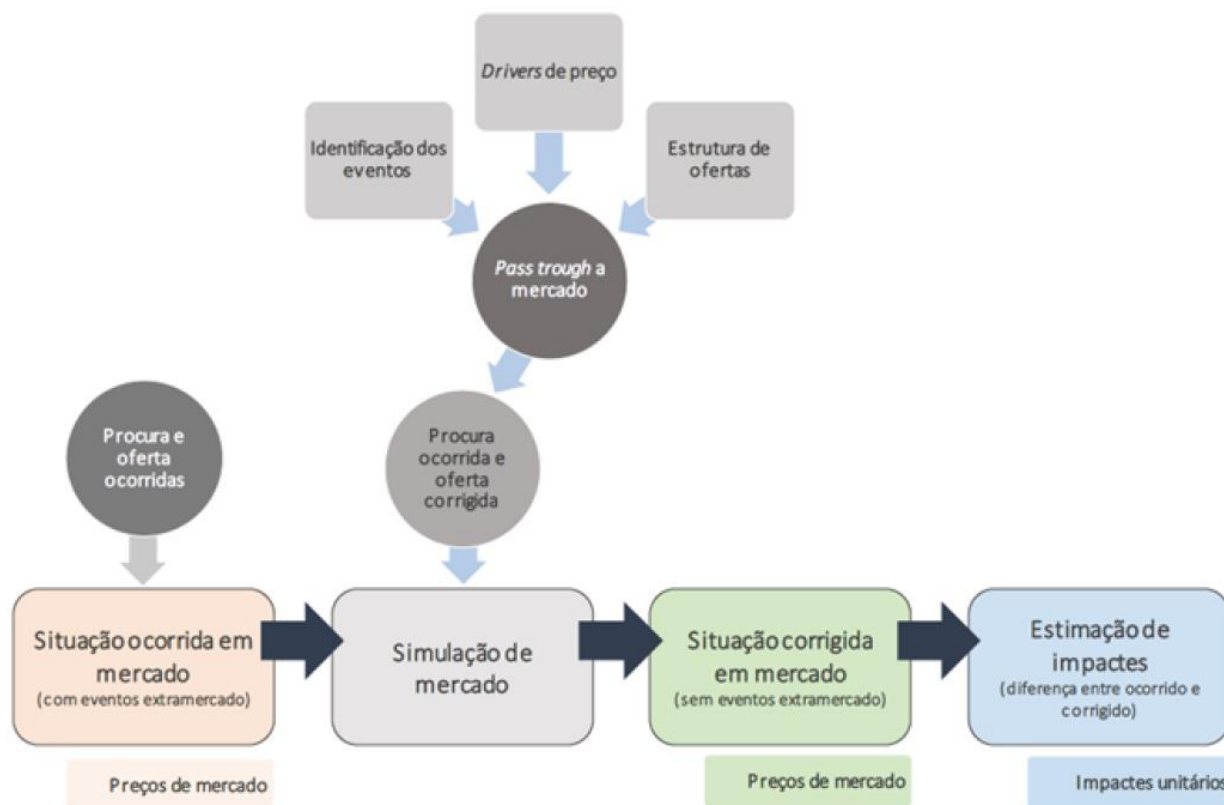 Drivers de preço
Identificação dos
eventos
Estrutura de
ofertas
Pass trough a
mercado
Procura e
oferta
ocorridas
Procura
ocorrida e
oferta
corrigida
Situação ocorrida em
mercado
(com eventos extramercado)
Simulação de
mercado
Situação corrigida
em mercado
(sem eventos extramercado)
Estimação de
impactes
(diferença entre ocorrido e
corrigido)
Preços de mercado
Preços de mercado
Impactes unitários